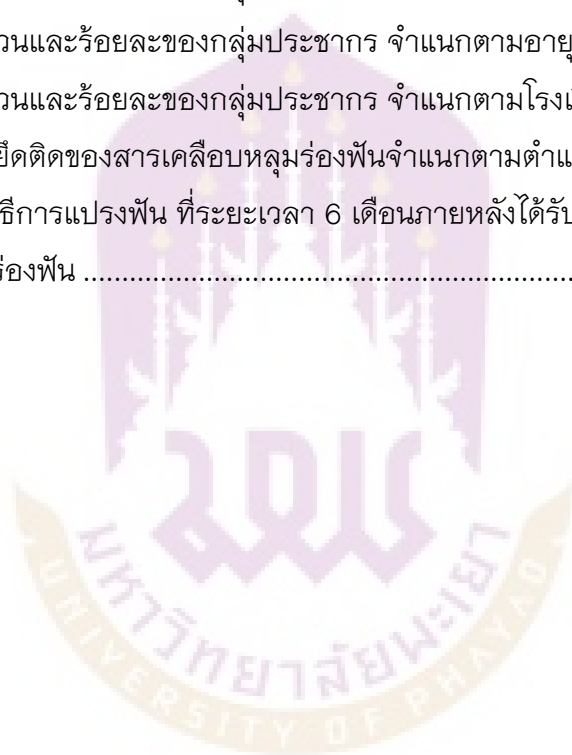 วนและร้อยละของกลุ่มประชากร จำแนกตามอายุ
วนและร้อยละของกลุ่มประชากร จำแนกตามโรงเ
ยึดติดของสารเคลือบหลุมร่องฟันจำแนกตามตำแ
ธีการแปรงฟัน ที่ระยะเวลา 6 เดือนภายหลังได้รับ
ร่องฟัน ................................................................
มหาวิทยาลัยพะเยา
UNIVERSITY OF PHAYAO